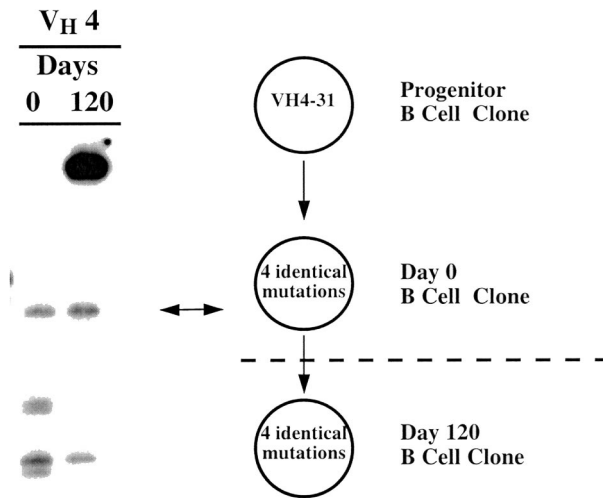 VH 4
Days
0 120
VH4-31
Progenitor
B Cell Clone
4 identical
mutations
Day 0
B Cell Clone
4 identical
mutations
Day 120
B Cell Clone